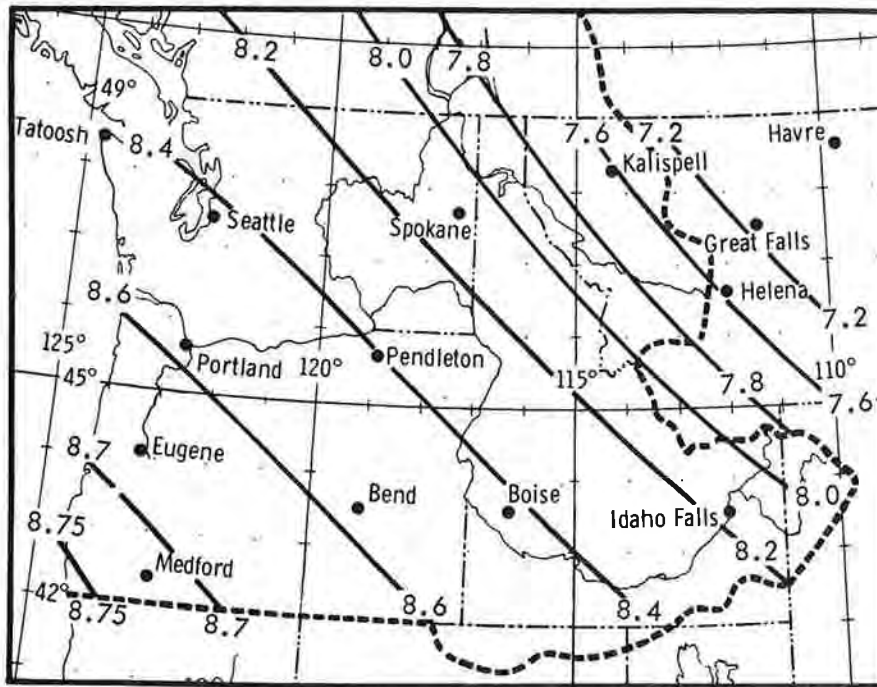 8.2
8.0
7.8
49°
Tatoosh
8.4
7.6
7.2
Havre
Kalispell
Seattle
Spokane
Great Falls
Helena
8.6
7.2
125°
Portland
120°
Pendleton
115°
7.8
110°
45°
7.6
8.7
Eugene
8.75
Bend
Boise
Idaho Falls
8.0
8.2
Medford
42°
8.75
8.7
8.6
8.4